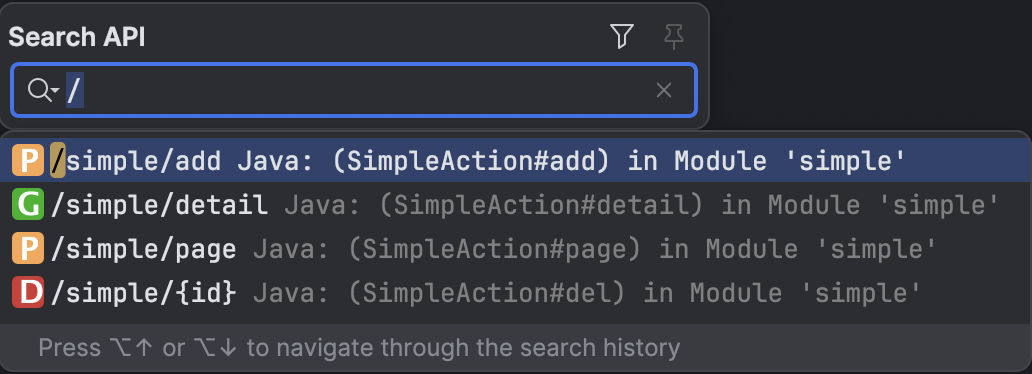 Search API
/
P /simple/add Java: (SimpleAction#add) in Module 'simple'
G /simple/detail Java: (SimpleAction#detail) in Module 'simple'
P /simple/page Java: (SimpleAction#page) in Module 'simple'
D /simple/{id} Java: (SimpleAction#del) in Module 'simple'
Press ⌥↑ or ⌥↓ to navigate through the search history